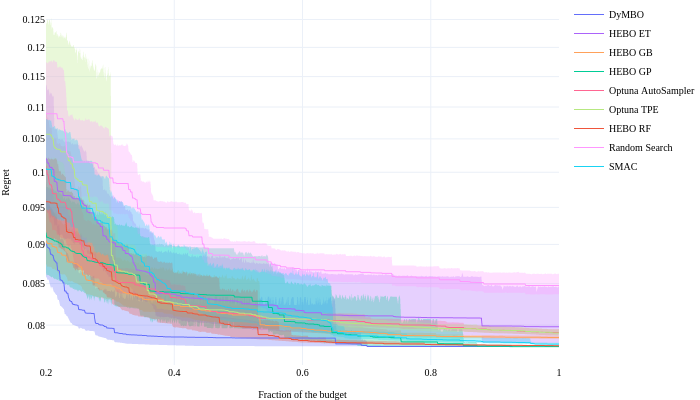 0.125
0.12
0.115
0.11
0.105
0.1
0.095
0.09
0.085
0.08
Regret
0.2
0.4
0.6
0.8
1
Fraction of the budget
DyMBO
HEBO ET
HEBO GB
HEBO GP
Optuna AutoSampler
Optuna TPE
HEBO RF
Random Search
SMAC